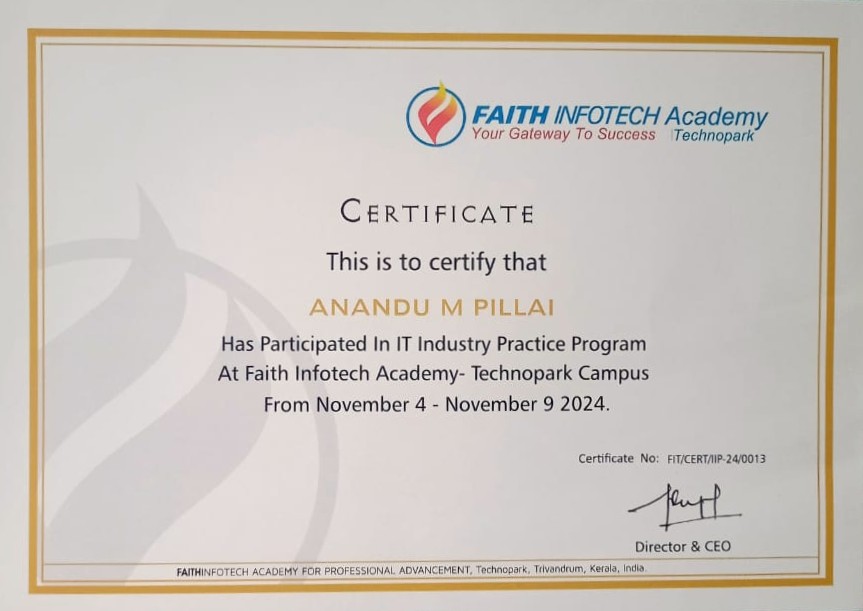 FAITH INFOTECH Academy
Your Gateway To Success Technopark
CERTIFICATE
This is to certify that
ANANDU M PILLAI
Has Participated In IT Industry Practice Program
At Faith Infotech Academy- Technopark Campus
From November 4 - November 9 2024.
Certificate No: FIT/CERT/IIP-24/0013
Director & CEO
FAITHINFOTECH ACADEMY FOR PROFESSIONAL ADVANCEMENT, Technopark, Trivandrum, Kerala, India.